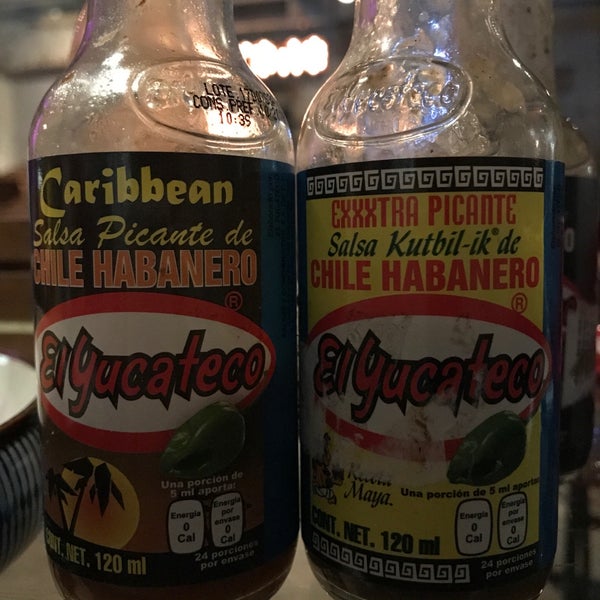 LOTE
CONS PREF
10:39
Caribbean
Salsa Picante de
CHILE HABANERO
®
El Yucateco
Una porción de
5 ml aporta:
Energía
0
Cal
Energía
por
envase
0 Cal
24 porciones
por envase
CONT. NET. 120 ml
EXXXTRA PICANTE
Salsa Kutbil-ik® de
CHILE HABANERO
®
El Yucateco
Receta
Maya.
Una porción de
5 ml aporta:
Energía
0
Cal
Energía
por
envase
0 Cal
24 porciones
por envase
CONT. NET. 120 ml